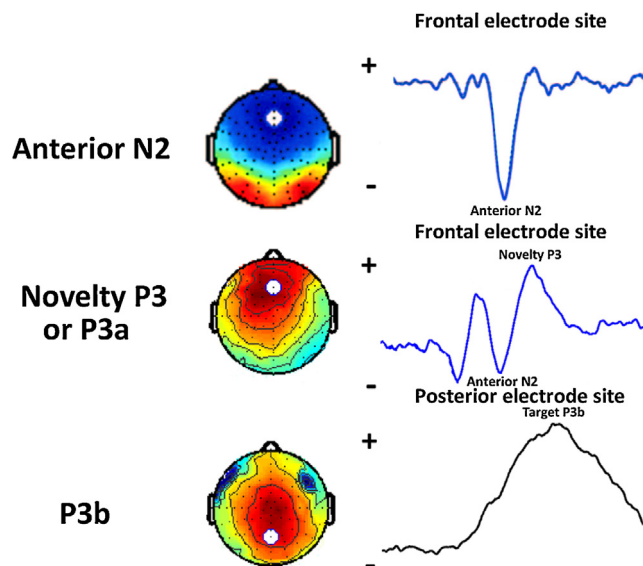 Frontal electrode site
+
Anterior N2
-
Anterior N2
Frontal electrode site
Novelty P3
+
Novelty P3
or P3a
-
Anterior N2
Posterior electrode site
Target P3b
+
P3b
-